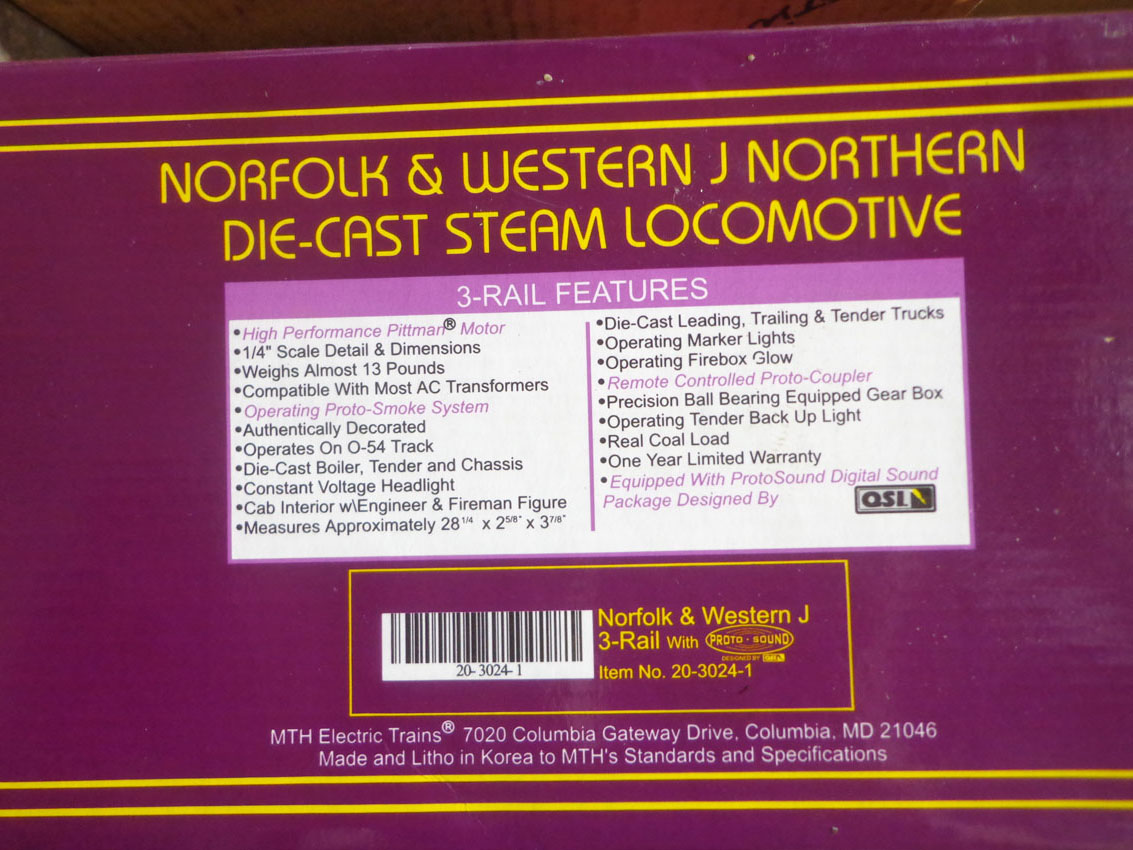 NORFOLK & WESTERN J NORTHERN
DIE-CAST STEAM LOCOMOTIVE
3-RAIL FEATURES
•High Performance Pittman® Motor
•1/4" Scale Detail & Dimensions
•Weighs Almost 13 Pounds
•Compatible With Most AC Transformers
•Operating Proto-Smoke System
•Authentically Decorated
•Operates On O-54 Track
•Die-Cast Boiler, Tender and Chassis
•Constant Voltage Headlight
•Cab Interior w\Engineer & Fireman Figure
•Measures Approximately 28 1/4 x 2 5/8" x 3 7/8"
•Die-Cast Leading, Trailing & Tender Trucks
•Operating Marker Lights
•Operating Firebox Glow
•Remote Controlled Proto-Coupler
•Precision Ball Bearing Equipped Gear Box
•Operating Tender Back Up Light
•Real Coal Load
•One Year Limited Warranty
•Equipped With ProtoSound Digital Sound
Package Designed By QSI
20-3024-1
Norfolk & Western J
3-Rail With PROTO-SOUND
DESIGNED BY QSI
Item No. 20-3024-1
MTH Electric Trains® 7020 Columbia Gateway Drive, Columbia, MD 21046
Made and Litho in Korea to MTH's Standards and Specifications